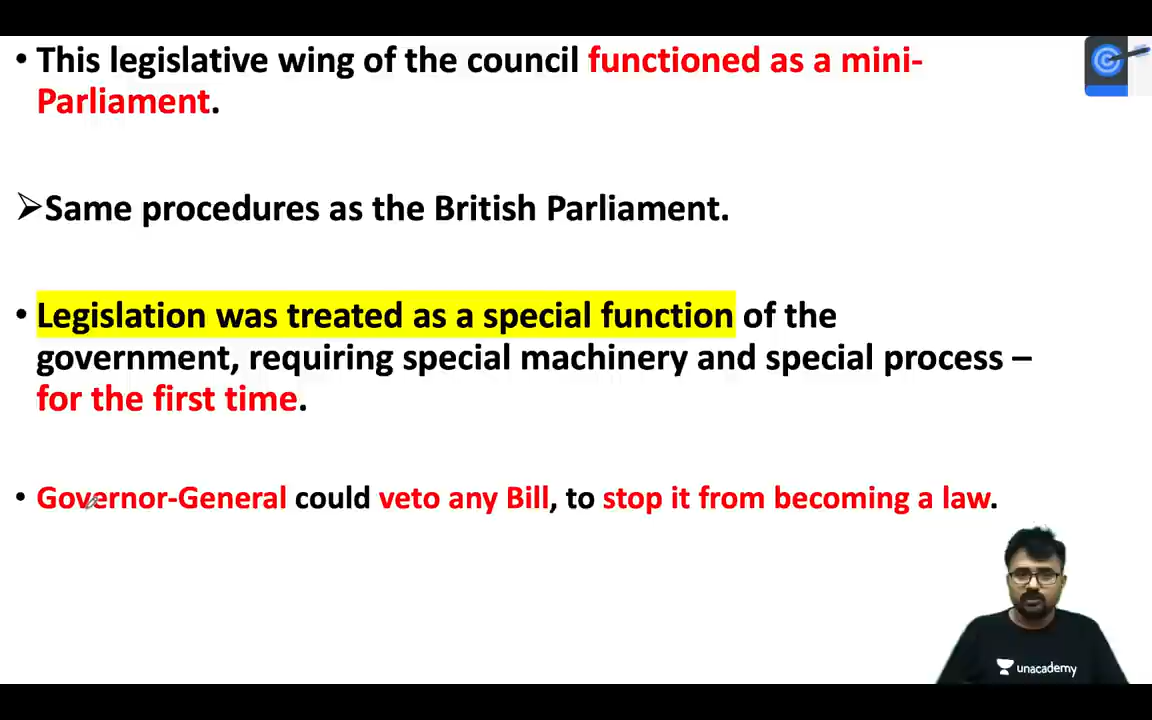 • This legislative wing of the council functioned as a mini-
Parliament.
➢Same procedures as the British Parliament.
• Legislation was treated as a special function of the
government, requiring special machinery and special process –
for the first time.
• Governor-General could veto any Bill, to stop it from becoming a law.
unacademy